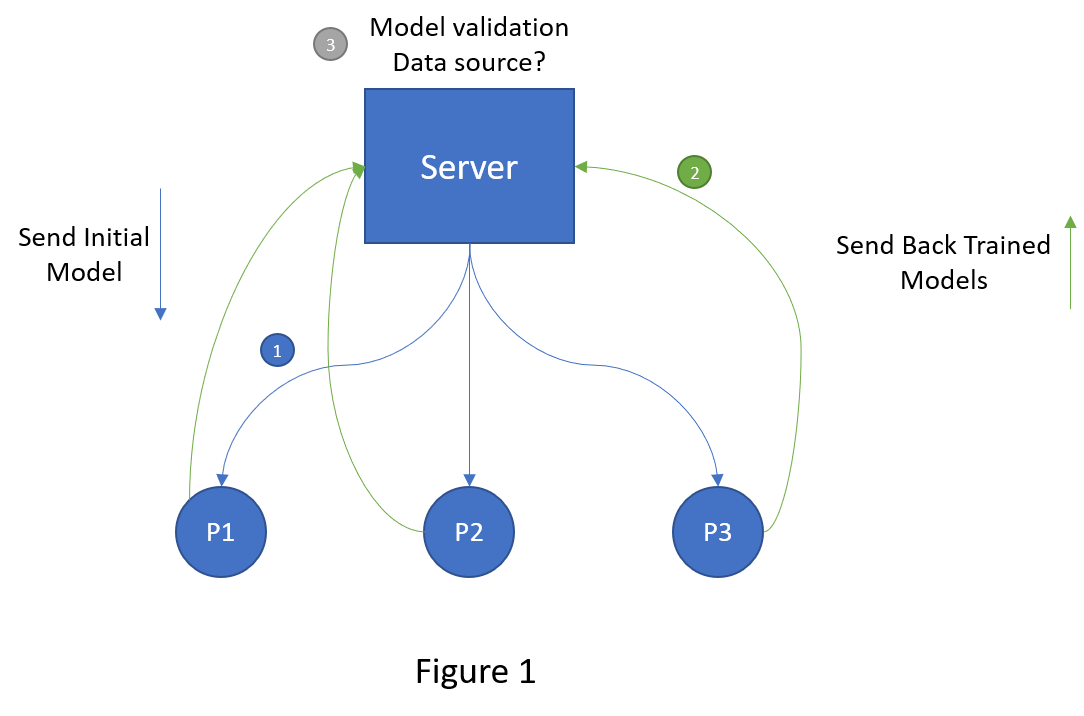 3
Model validation
Data source?
Server
2
Send Initial
Model
Send Back Trained
Models
1
P1
P2
P3
Figure 1